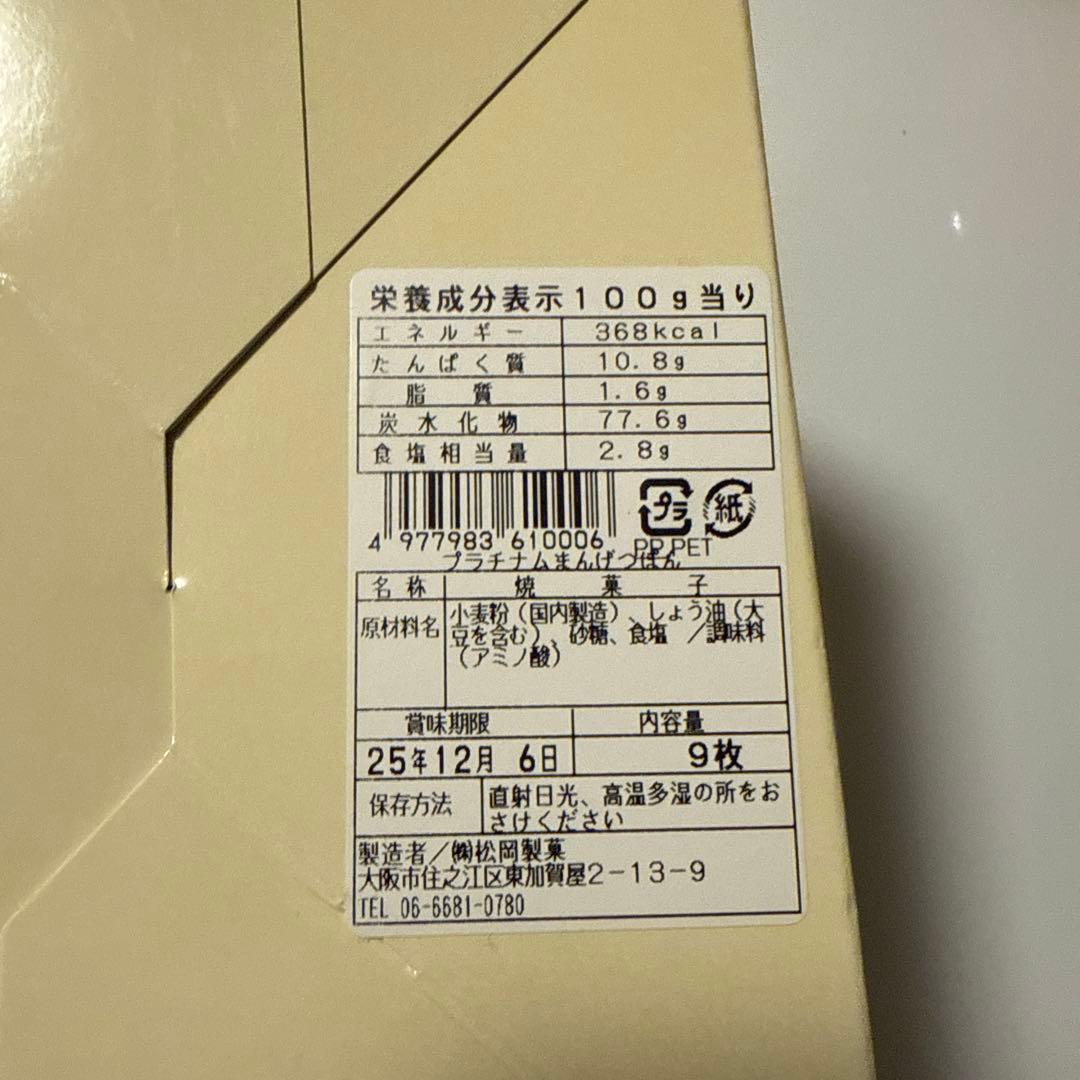 栄養成分表示100g当り
エネルギー 368kcal
たんぱく質 10.8g
脂質 1.6g
炭水化物 77.6g
食塩相当量 2.8g
プラ 紙
4 977983 610006 PP,PET
プラチナムまんげつぽん
名称 焼菓子
原材料名 小麦粉（国内製造）、しょう油（大
豆を含む）、砂糖、食塩 ／調味料
（アミノ酸）
賞味期限 内容量
25年12月 6日 9枚
保存方法 直射日光、高温多湿の所をお
さけください
製造者／㈱松岡製菓
大阪市住之江区東加賀屋2-13-9
TEL 06-6681-0780